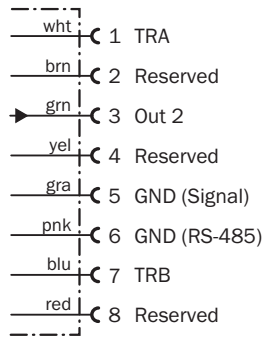 wht 1 TRA
brn 2 Reserved
grn 3 Out 2
yel 4 Reserved
gra 5 GND (Signal)
pnk 6 GND (RS-485)
blu 7 TRB
red 8 Reserved